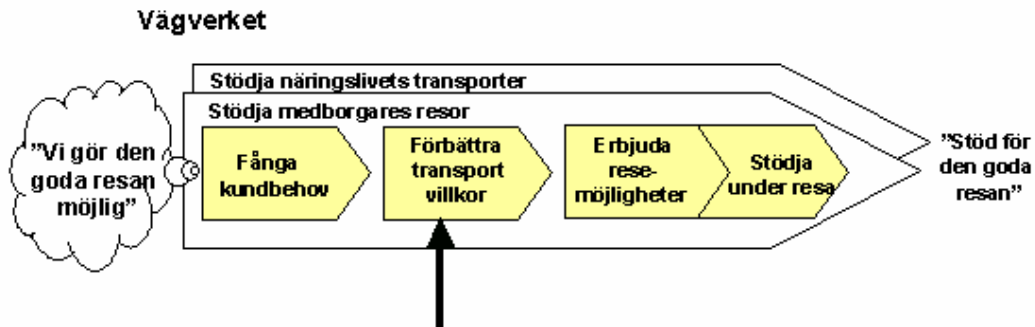 Vägverket
Stödja näringslivets transporter
Stödja medborgares resor
"Vi gör den
goda resan
möjlig"
Fånga
kundbehov
Förbättra
transport
villkor
Erbjuda
rese-
möjligheter
Stödja
under resa
"Stöd för
den goda
resan"